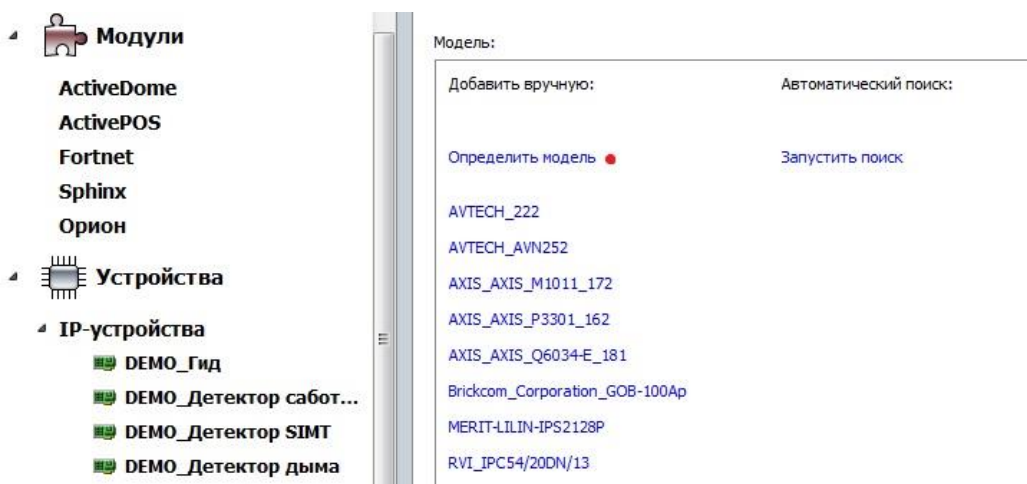 Модули
ActiveDome
ActivePOS
Fortnet
Sphinx
Орион
Устройства
IP-устройства
DEMO_Гид
DEMO_Детектор сабот...
DEMO_Детектор SIMT
DEMO_Детектор дыма
Модель:
Добавить вручную: Автоматический поиск:
Определить модель Запустить поиск
AVTECH_222
AVTECH_AVN252
AXIS_AXIS_M1011_172
AXIS_AXIS_P3301_162
AXIS_AXIS_Q6034-E_181
Brickcom_Corporation_GOB-100Ap
MERIT-LILIN-IPS2128P
RVI_IPC54/20DN/13